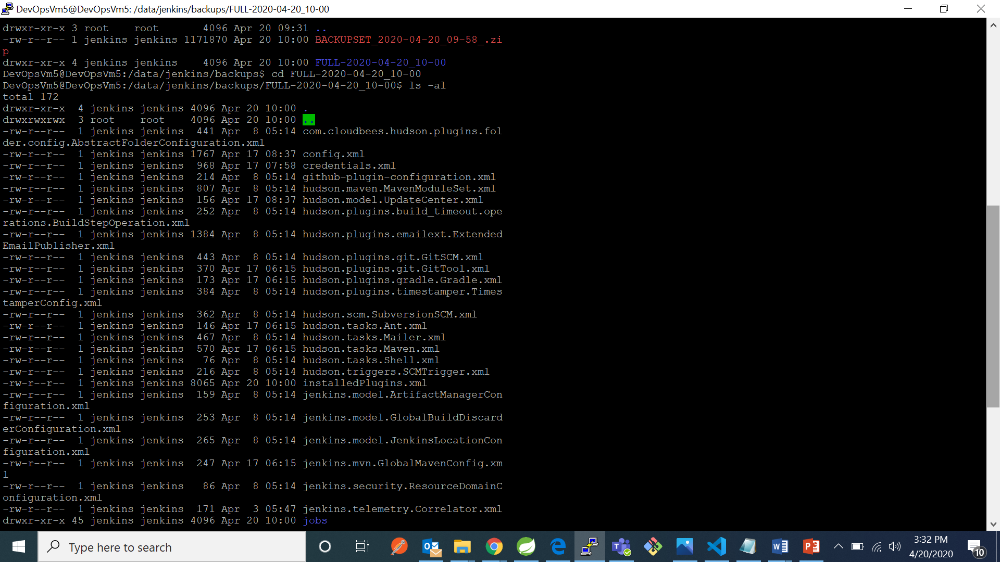 DevOpsVm5@DevOpsVm5: /data/jenkins/backups/FULL-2020-04-20_10-00
drwxr-xr-x 3 root    root       4096 Apr 20 09:31 ..
-rw-r--r-- 1 jenkins jenkins 1171870 Apr 20 10:00 BACKUPSET_2020-04-20_09-58_.zi
p
drwxr-xr-x 4 jenkins jenkins    4096 Apr 20 10:00 FULL-2020-04-20_10-00
DevOpsVm5@DevOpsVm5:/data/jenkins/backups$ cd FULL-2020-04-20_10-00
DevOpsVm5@DevOpsVm5:/data/jenkins/backups/FULL-2020-04-20_10-00$ ls -al
total 172
drwxr-xr-x  4 jenkins jenkins 4096 Apr 20 10:00 .
drwxrwxrwx  3 root    root    4096 Apr 20 10:00 ..
-rw-r--r--  1 jenkins jenkins  441 Apr  8 05:14 com.cloudbees.hudson.plugins.fol
der.config.AbstractFolderConfiguration.xml
-rw-r--r--  1 jenkins jenkins 1767 Apr 17 08:37 config.xml
-rw-r--r--  1 jenkins jenkins  968 Apr 17 07:58 credentials.xml
-rw-r--r--  1 jenkins jenkins  214 Apr  8 05:14 github-plugin-configuration.xml
-rw-r--r--  1 jenkins jenkins  807 Apr  8 05:14 hudson.maven.MavenModuleSet.xml
-rw-r--r--  1 jenkins jenkins  156 Apr 17 08:37 hudson.model.UpdateCenter.xml
-rw-r--r--  1 jenkins jenkins  252 Apr  8 05:14 hudson.plugins.build_timeout.ope
rations.BuildStepOperation.xml
-rw-r--r--  1 jenkins jenkins 1384 Apr  8 05:14 hudson.plugins.emailext.Extended
EmailPublisher.xml
-rw-r--r--  1 jenkins jenkins  443 Apr  8 05:14 hudson.plugins.git.GitSCM.xml
-rw-r--r--  1 jenkins jenkins  370 Apr 17 06:15 hudson.plugins.git.GitTool.xml
-rw-r--r--  1 jenkins jenkins  173 Apr 17 06:15 hudson.plugins.gradle.Gradle.xml
-rw-r--r--  1 jenkins jenkins  384 Apr  8 05:14 hudson.plugins.timestamper.Times
tamperConfig.xml
-rw-r--r--  1 jenkins jenkins  362 Apr  8 05:14 hudson.scm.SubversionSCM.xml
-rw-r--r--  1 jenkins jenkins  146 Apr 17 06:15 hudson.tasks.Ant.xml
-rw-r--r--  1 jenkins jenkins  467 Apr  8 05:14 hudson.tasks.Mailer.xml
-rw-r--r--  1 jenkins jenkins  570 Apr 17 06:15 hudson.tasks.Maven.xml
-rw-r--r--  1 jenkins jenkins   76 Apr  8 05:14 hudson.tasks.Shell.xml
-rw-r--r--  1 jenkins jenkins  216 Apr  8 05:14 hudson.triggers.SCMTrigger.xml
-rw-r--r--  1 jenkins jenkins 8065 Apr 20 10:00 installedPlugins.xml
-rw-r--r--  1 jenkins jenkins  159 Apr  8 05:14 jenkins.model.ArtifactManagerCon
figuration.xml
-rw-r--r--  1 jenkins jenkins  253 Apr  8 05:14 jenkins.model.GlobalBuildDiscard
erConfiguration.xml
-rw-r--r--  1 jenkins jenkins  265 Apr  8 05:14 jenkins.model.JenkinsLocationCon
figuration.xml
-rw-r--r--  1 jenkins jenkins  247 Apr 17 06:15 jenkins.mvn.GlobalMavenConfig.xm
l
-rw-r--r--  1 jenkins jenkins   86 Apr  8 05:14 jenkins.security.ResourceDomainC
onfiguration.xml
-rw-r--r--  1 jenkins jenkins  171 Apr  3 05:47 jenkins.telemetry.Correlator.xml
drwxr-xr-x 45 jenkins jenkins 4096 Apr 20 10:00 jobs
Type here to search
3:32 PM
4/20/2020
10